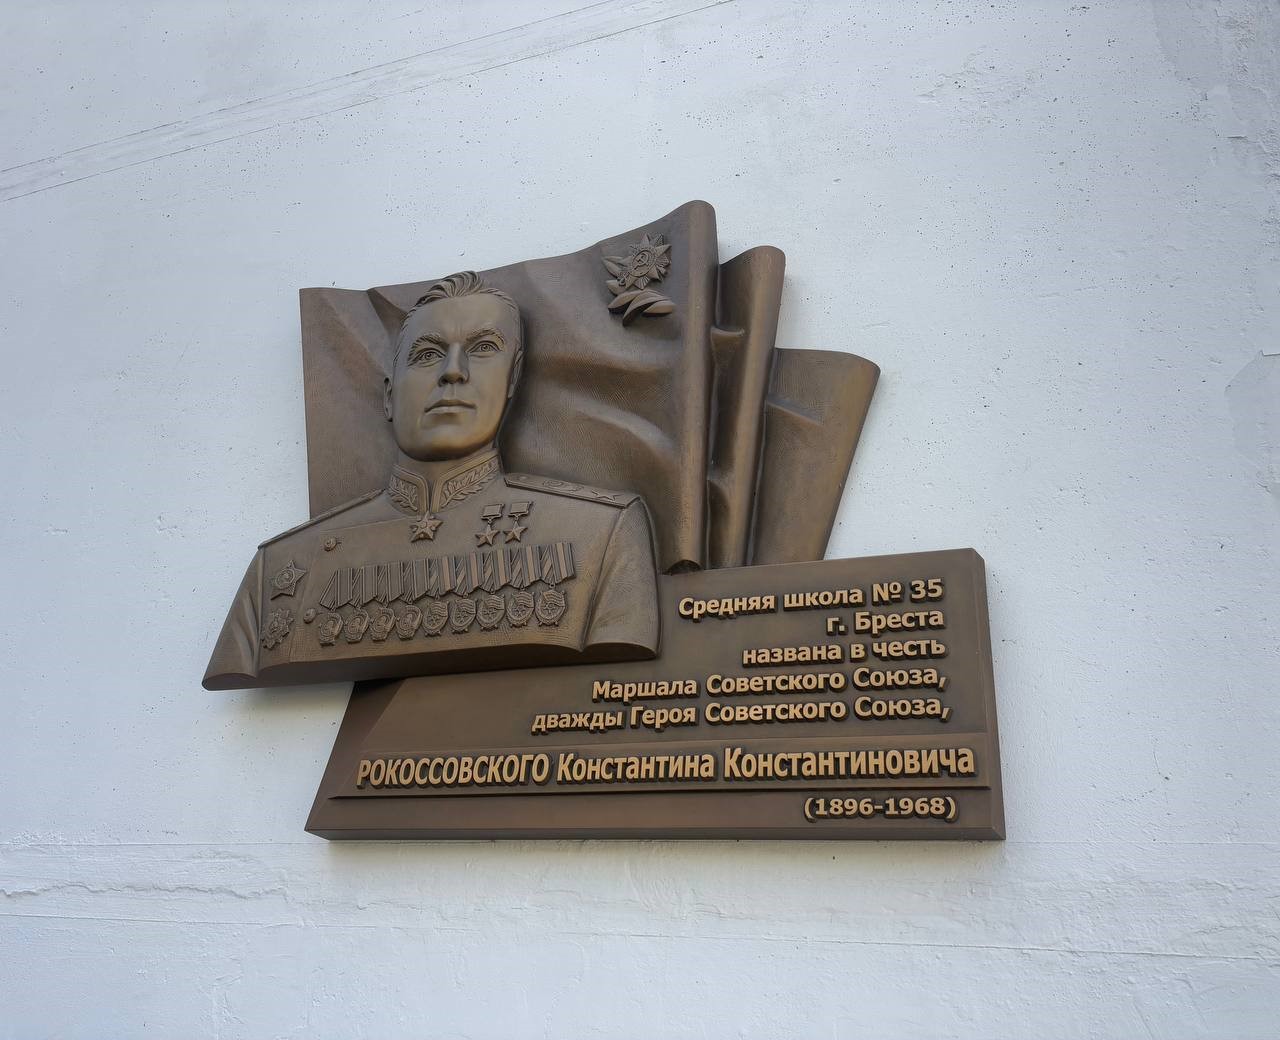 Средняя школа № 35
г. Бреста
названа в честь
Маршала Советского Союза,
дважды Героя Советского Союза,
РОКОССОВСКОГО Константина Константиновича
(1896-1968)